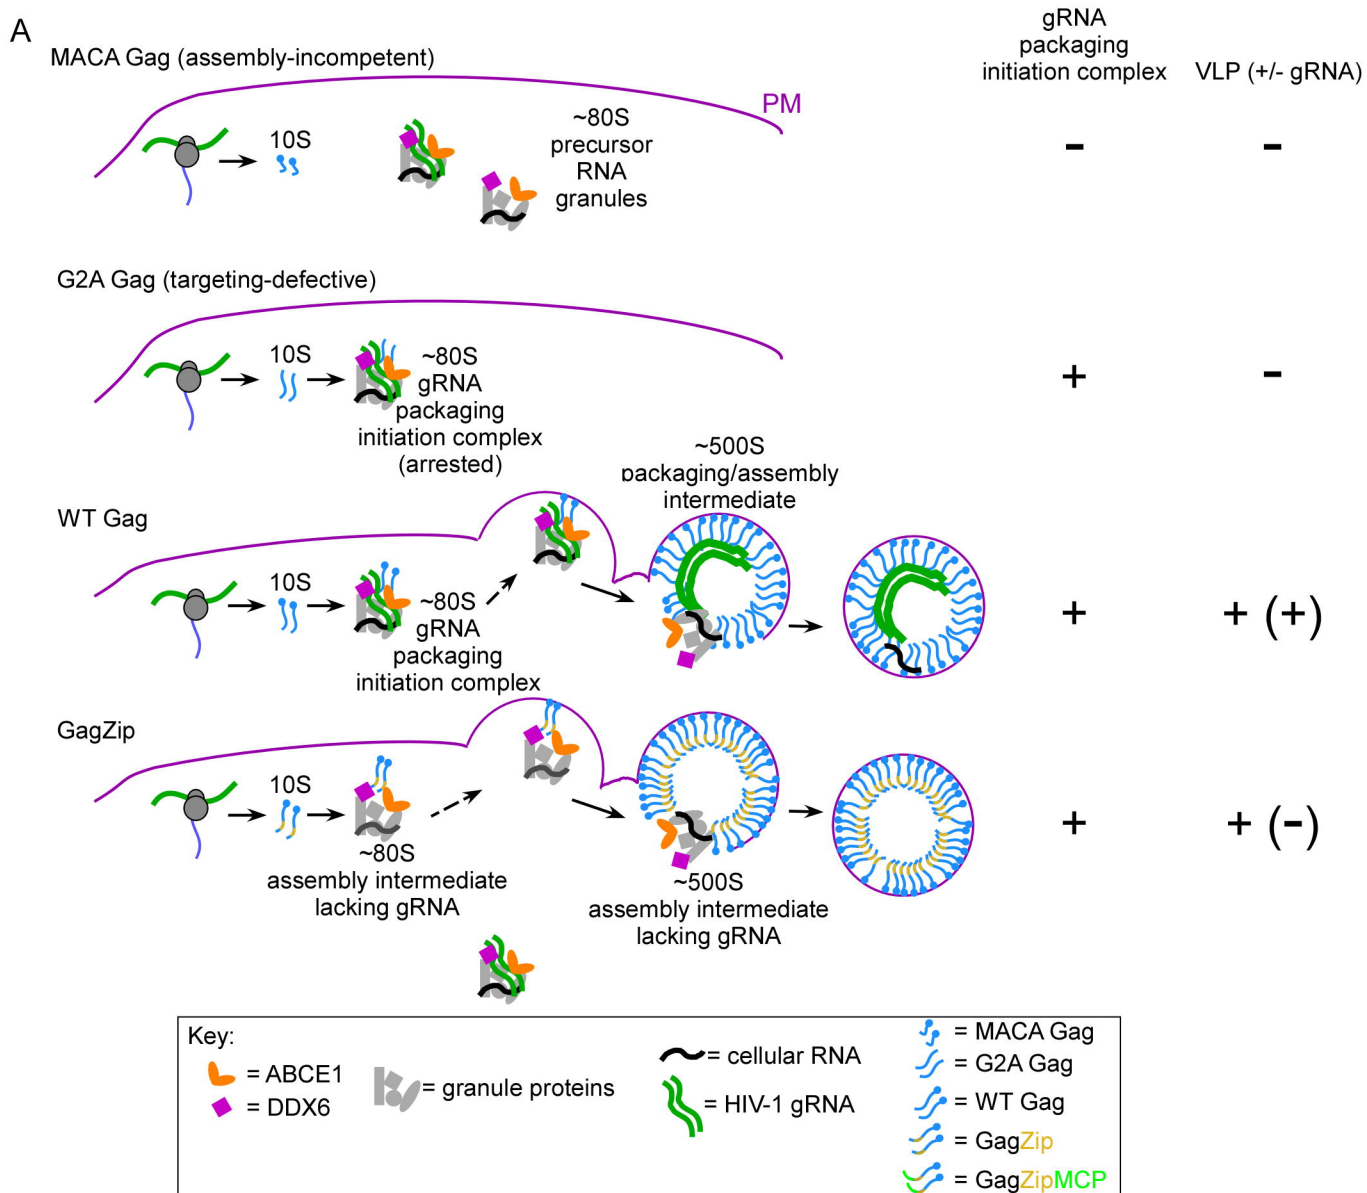 A
MACA Gag (assembly-incompetent)
gRNA
packaging
initiation complex
VLP (+/- gRNA)
PM
10S
~80S
precursor
RNA
granules
-
-
G2A Gag (targeting-defective)
10S
~80S
gRNA
packaging
initiation complex
(arrested)
+
-
WT Gag
~500S
packaging/assembly
intermediate
10S
~80S
gRNA
packaging
initiation complex
+
+ (+)
GagZip
10S
~80S
assembly intermediate
lacking gRNA
~500S
assembly intermediate
lacking gRNA
+
+ (-)
Key:
= ABCE1
= DDX6
= granule proteins
= cellular RNA
= HIV-1 gRNA
= MACA Gag
= G2A Gag
= WT Gag
= GagZip
= GagZipMCP